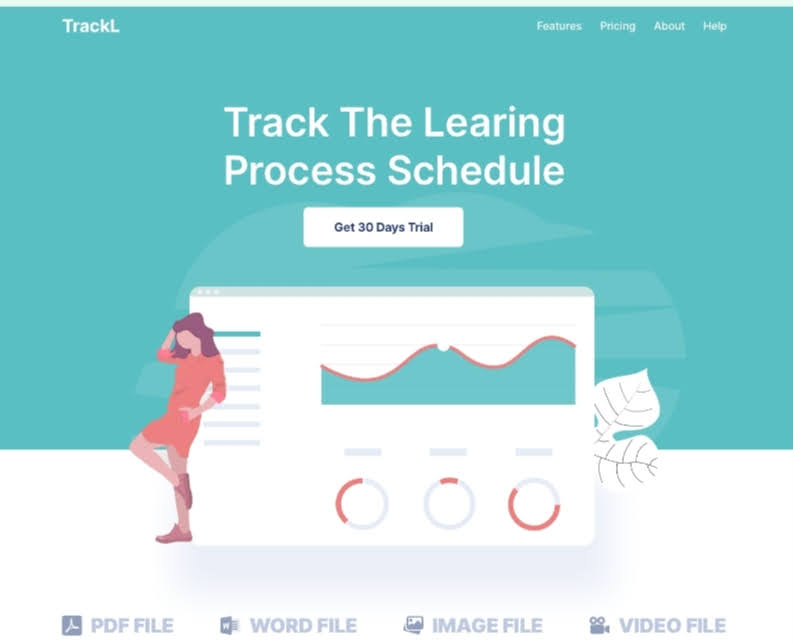 TrackL
Features Pricing About Help
Track The Learing
Process Schedule
Get 30 Days Trial
PDF FILE WORD FILE IMAGE FILE VIDEO FILE